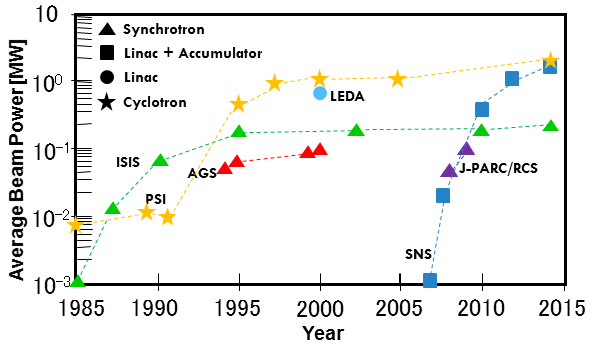 10
Synchrotron
Linac + Accumulator
Linac
Cyclotron
10⁰
LEDA
ISIS
10⁻¹
AGS
J-PARC/RCS
PSI
10⁻²
SNS
10⁻³
Average Beam Power [MW]
1985 1990 1995 2000 2005 2010 2015
Year